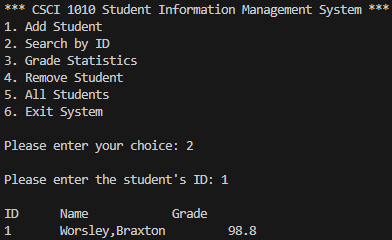 *** CSCI 1010 Student Information Management System ***
1. Add Student
2. Search by ID
3. Grade Statistics
4. Remove Student
5. All Students
6. Exit System
Please enter your choice: 2
Please enter the student's ID: 1
ID Name Grade
1 Worsley,Braxton 98.8